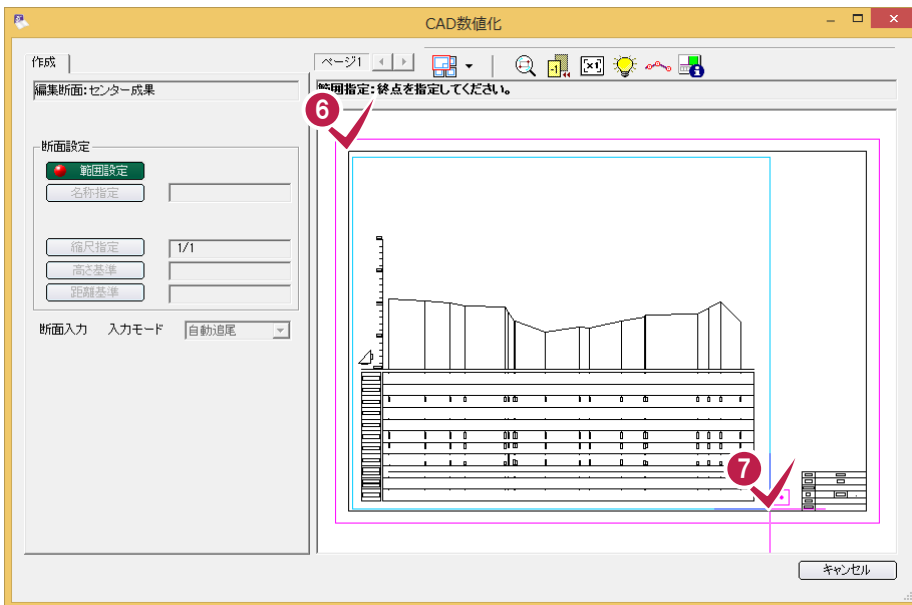 CAD数値化
作成
ページ1
編集断面:センター成果
範囲指定:終点を指定してください。
6
断面設定
範囲設定
名称指定
縮尺指定
1/1
高さ基準
距離基準
断面入力 入力モード 自動追尾
7
キャンセル